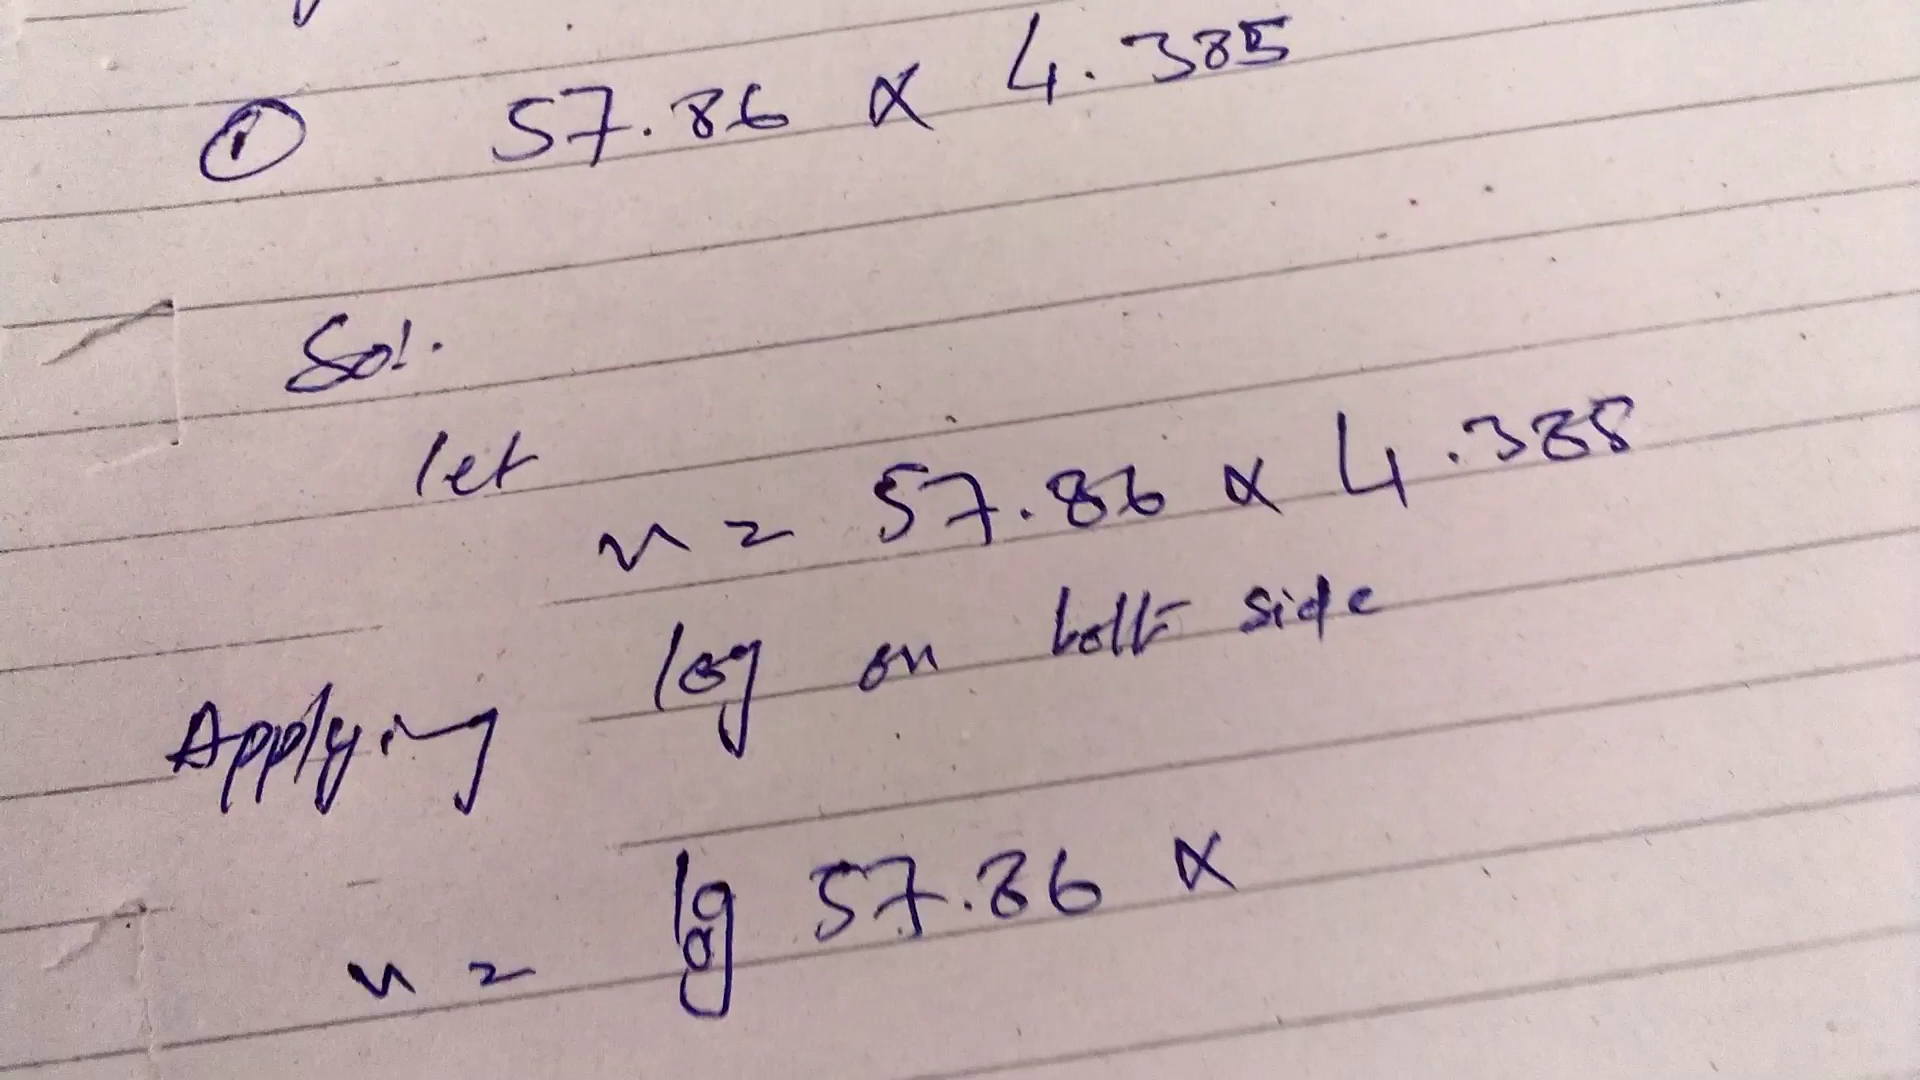 ① 57.86 × 4.385
Sol.
let
x = 57.86 × 4.385
Applying log on both side
x = log 57.86 ×